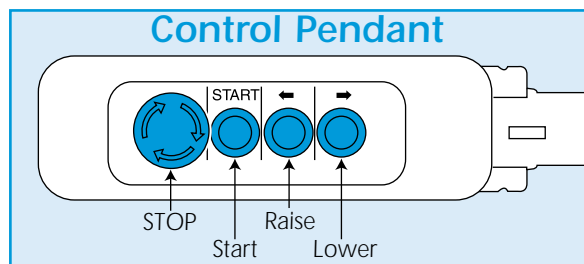 Control Pendant
START
STOP
Raise
Start
Lower